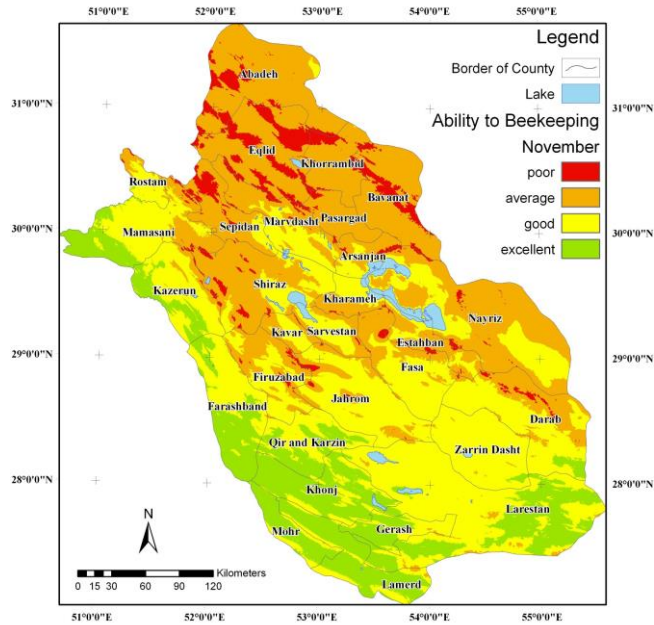 51°0'0"E 52°0'0"E 53°0'0"E 54°0'0"E 55°0'0"E
Legend
Border of County
Lake
Ability to Beekeeping
November
poor
average
good
excellent
31°0'0"N
31°0'0"N
30°0'0"N
30°0'0"N
29°0'0"N
29°0'0"N
28°0'0"N
28°0'0"N
Abadeh
Eqlid
Khorrambid
Rostam
Bavanat
Marvdasht
Pasargad
Sepidan
Mamasani
Arsanjan
Shiraz
Kazerun
Kharameh
Nayriz
Kavar
Sarvestan
Estahban
Fasa
Firuzabad
Jahrom
Farashband
Darab
Qir and Karzin
Zarrin Dasht
Khonj
Larestan
Mohr
Gerash
Lamerd
N
Kilometers
0 15 30 60 90 120
51°0'0"E 52°0'0"E 53°0'0"E 54°0'0"E 55°0'0"E